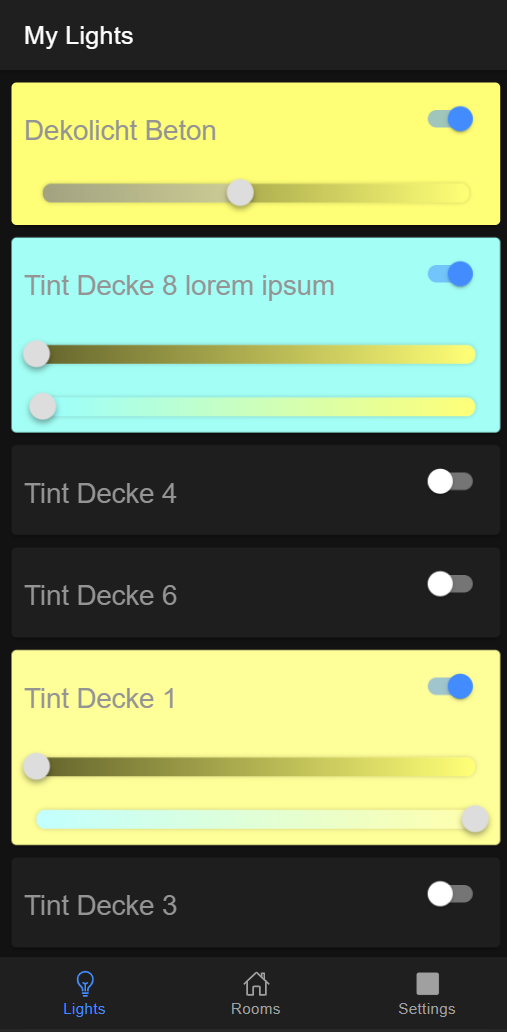 My Lights
Dekolicht Beton
Tint Decke 8 lorem ipsum
Tint Decke 4
Tint Decke 6
Tint Decke 1
Tint Decke 3
Lights
Rooms
Settings